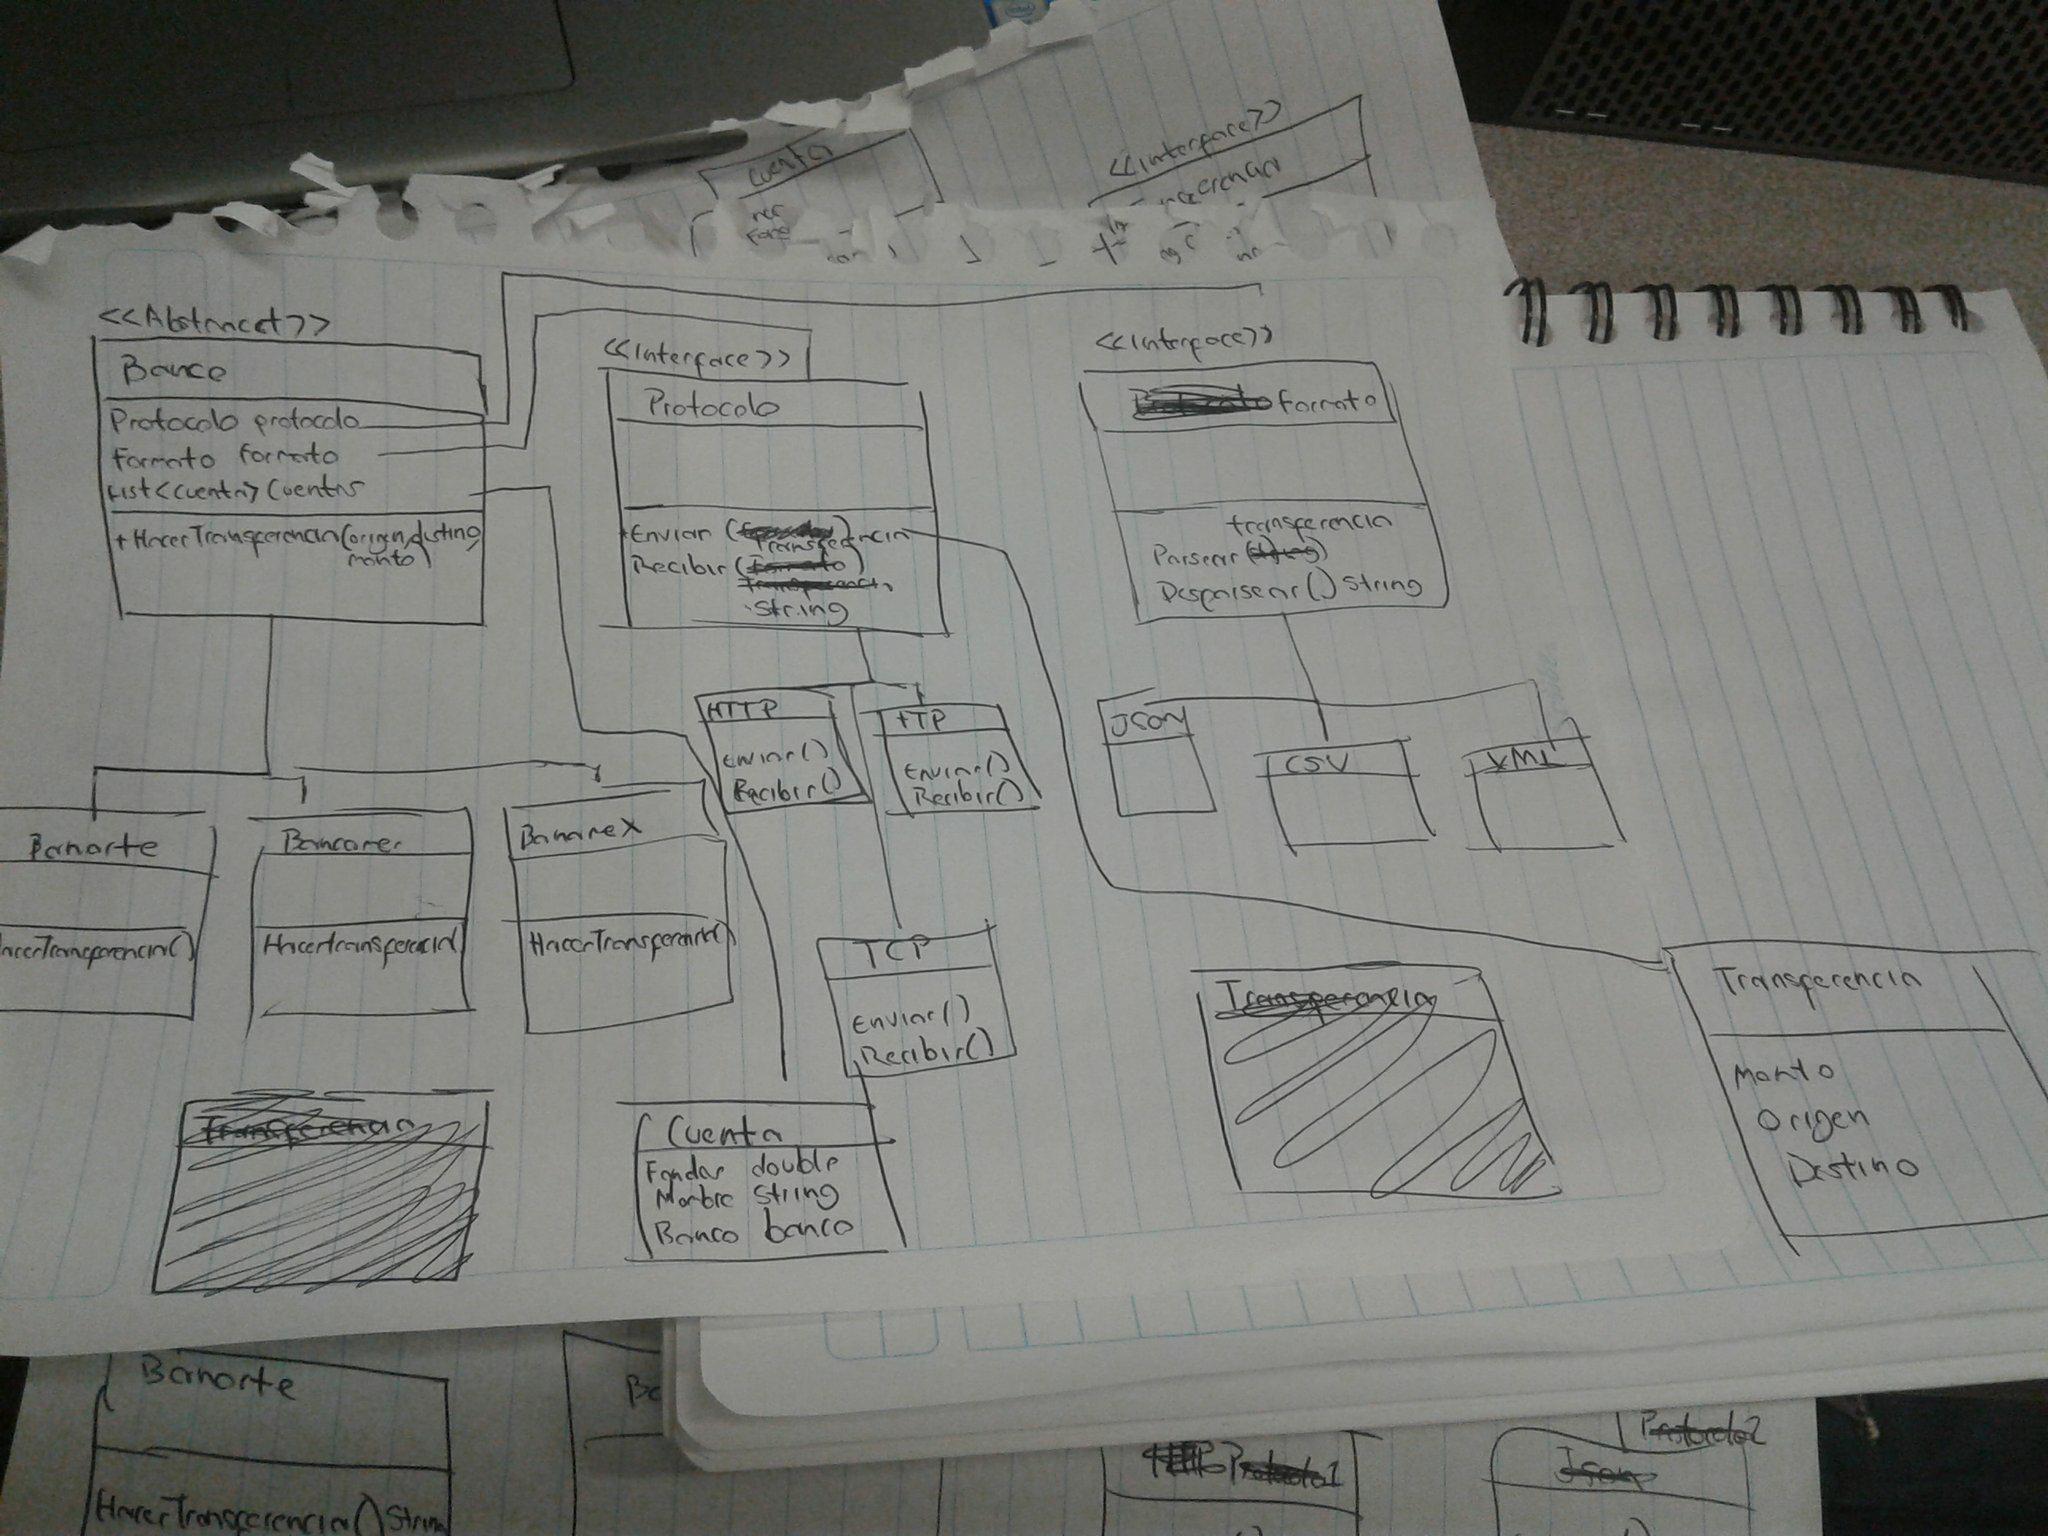 Cuenta
<<Interface>>
<<Abstracct>>
Banco
Protocolo protocolo
Formato formato
List<Cuenta> Cuentas
+HacerTransferencia(origen,destino,
monto)
<<Interface>>
Protocolo
+Enviar (
Transferencia
Recibir (Formato)
Transferencia
String
<<Interface>>
Formato
transferencia
Parsear(String)
Desparsear() String
HTTP
Enviar()
Recibir()
FTP
Enviar()
Recibir()
JSON
CSV
XML
Banorte
HacerTransferencia()
Bancomer
HacerTransferencia()
Banamex
HacerTransferencia()
TCP
Enviar()
Recibir()
Transferencia
Transferencia
Monto
Origen
Destino
Transferencia
Cuenta
Fondos double
Nombre String
Banco banco
Banorte
HacerTransferencia() String
Ba
Protocolo1
Protocolo2
Json